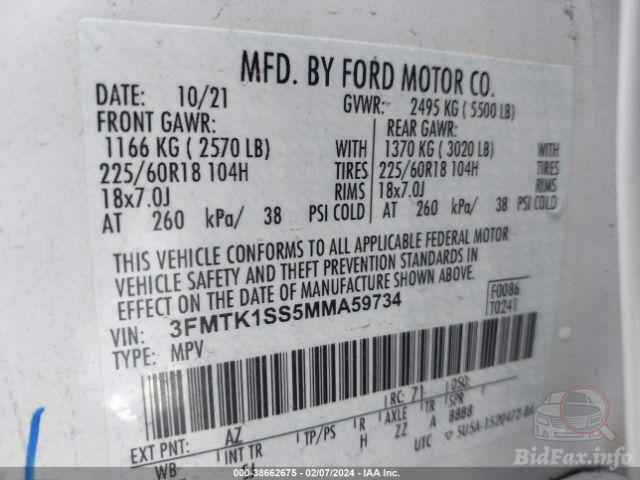 MFD. BY FORD MOTOR CO.
DATE: 10/21 GVWR: 2495 KG ( 5500 LB)
FRONT GAWR: REAR GAWR:
1166 KG ( 2570 LB) WITH 1370 KG ( 3020 LB) WITH
225/60R18 104H TIRES 225/60R18 104H TIRES
18x7.0J RIMS 18x7.0J RIMS
AT 260 kPa/ 38 PSI COLD AT 260 kPa/ 38 PSI COLD
THIS VEHICLE CONFORMS TO ALL APPLICABLE FEDERAL MOTOR
VEHICLE SAFETY AND THEFT PREVENTION STANDARDS IN
EFFECT ON THE DATE OF MANUFACTURE SHOWN ABOVE.
F0086
T0241
VIN: 3FMTK1SS5MMA59734
TYPE: MPV
EXT PNT: AZ RC: 71 DSO:
WB INT TR TP/PS R AXLE TR SPR
H ZZ A BBBB
UTC 5U5A-1520472-BA
© 38662675 - 02/07/2024 - IAA Inc.
BidFax.info